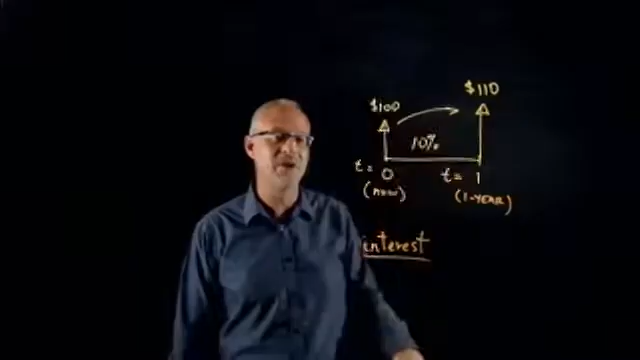 $110
$100
10%
t = 0 t = 1
(now) (1-YEAR)
interest